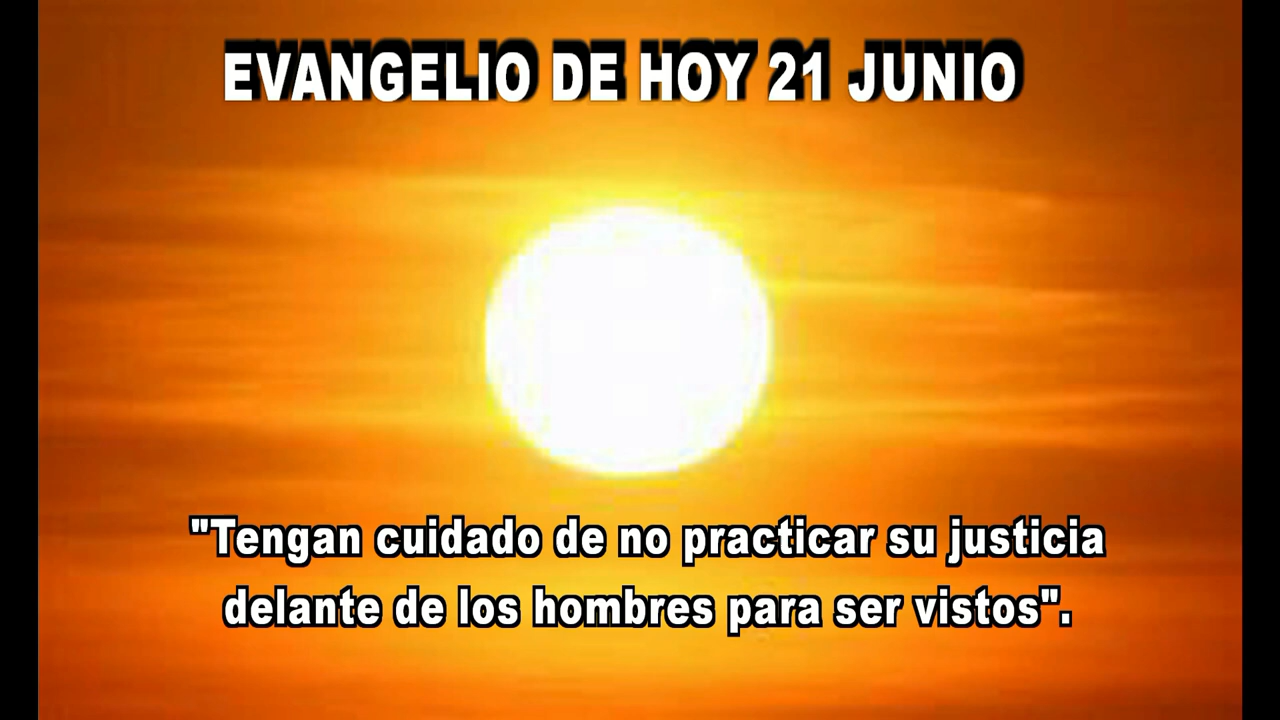 EVANGELIO DE HOY 21 JUNIO
"Tengan cuidado de no practicar su justicia
delante de los hombres para ser vistos".